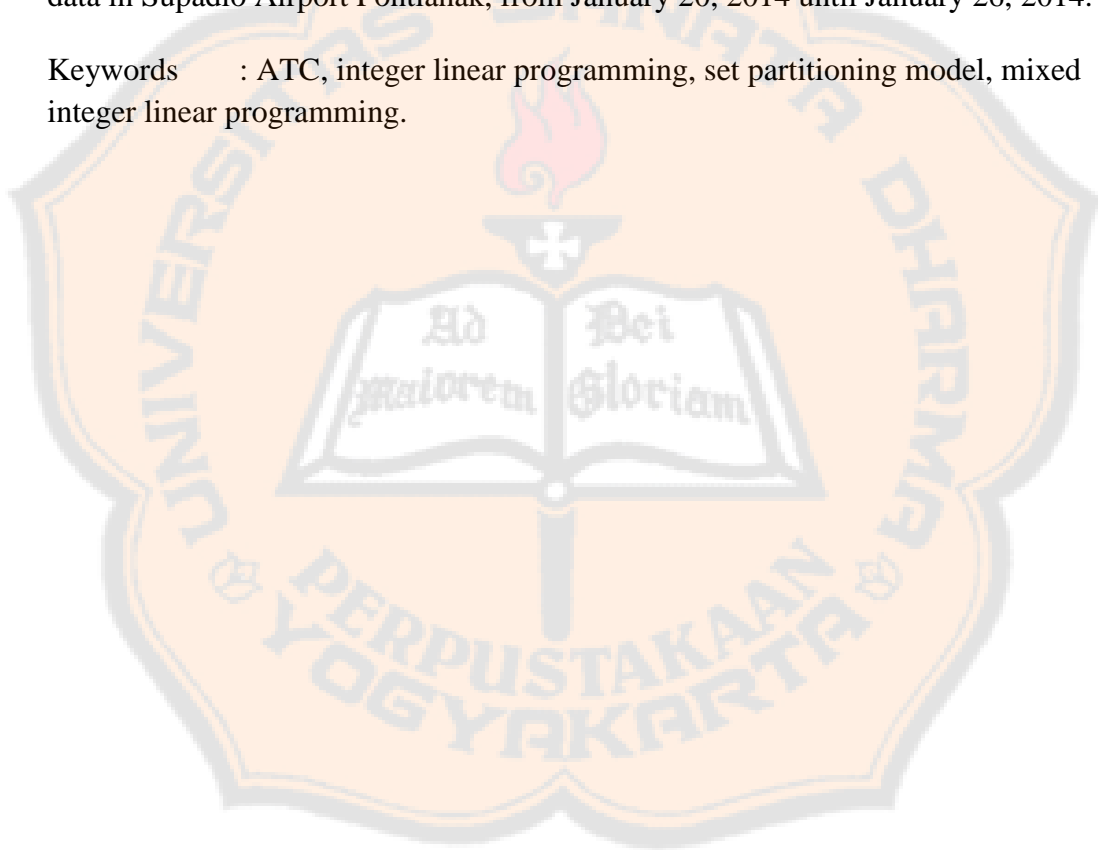 data in Supadio Airport Pontianak, from January 20, 2014 until January 26, 2014.
Keywords : ATC, integer linear programming, set partitioning model, mixed
integer linear programming.
UNIVERSITAS SANATA DHARMA
Ad Dei
Maiorem Gloriam
PERPUSTAKAAN
YOGYAKARTA